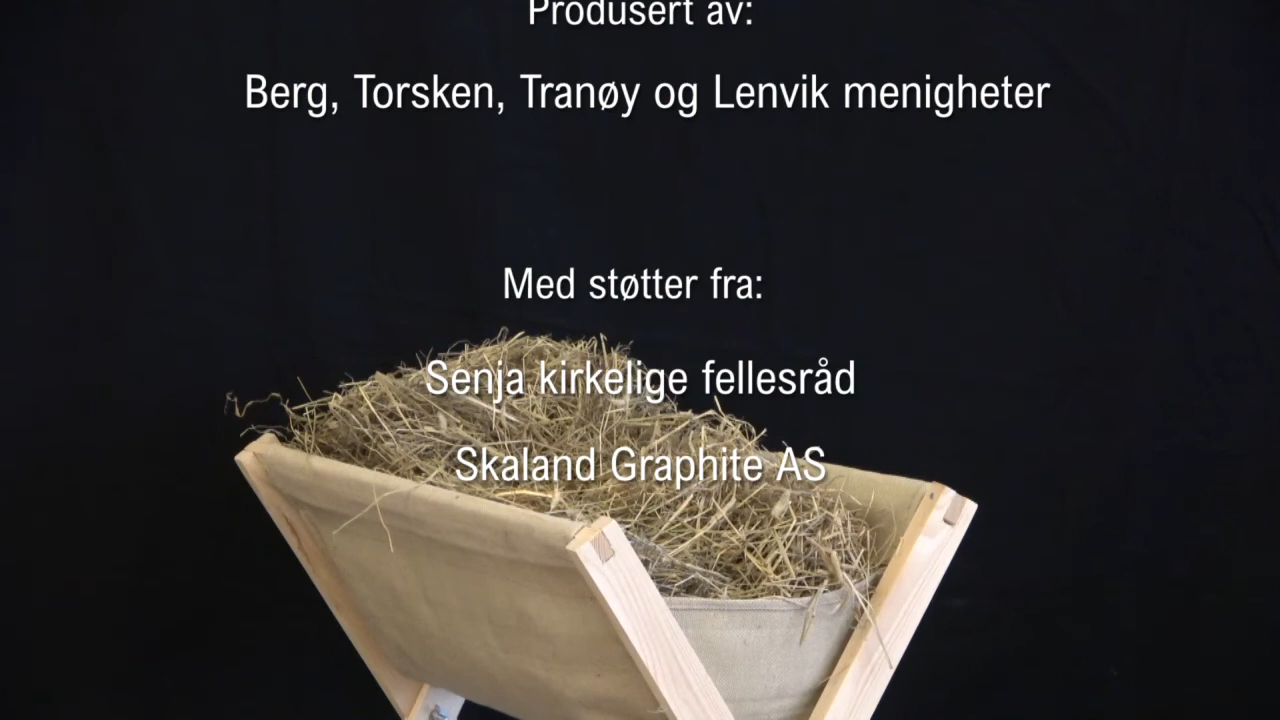 Produsert av:
Berg, Torsken, Tranøy og Lenvik menigheter
Med støtter fra:
Senja kirkelige fellesråd
Skaland Graphite AS